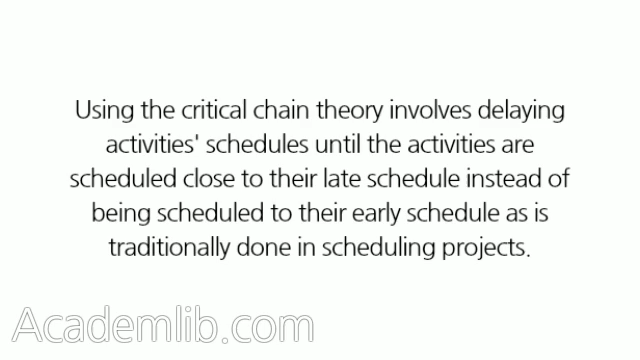 Using the critical chain theory involves delaying
activities' schedules until the activities are
scheduled close to their late schedule instead of
being scheduled to their early schedule as is
traditionally done in scheduling projects.
Academlib.com